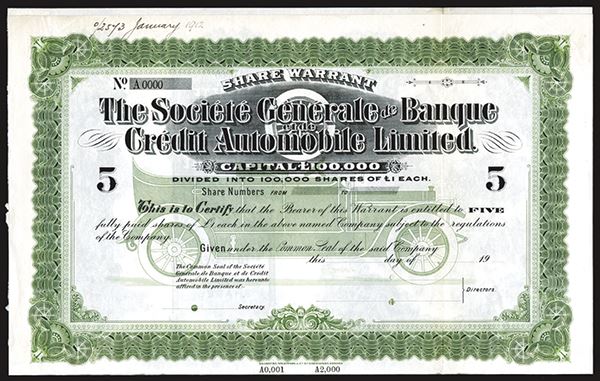 9/2573 January 1912
SHARE WARRANT
No A0000
The Société Générale de Banque
et de
Crédit Automobile Limited.
CAPITAL £100,000
DIVIDED INTO 100,000 SHARES OF £1 EACH.
5 5
Share Numbers FROM TO
This is to Certify that the Bearer of this Warrant is entitled to FIVE
fully paid shares of £1 each in the above named Company subject to the regulations
of the Company.
Given under the Common Seal of the said Company
this day of 19
The Common Seal of the Société
Générale de Banque et de Crédit
Automobile Limited was hereunto
affixed in the presence of:-
Directors.
Secretary.
A0,001 A2,000